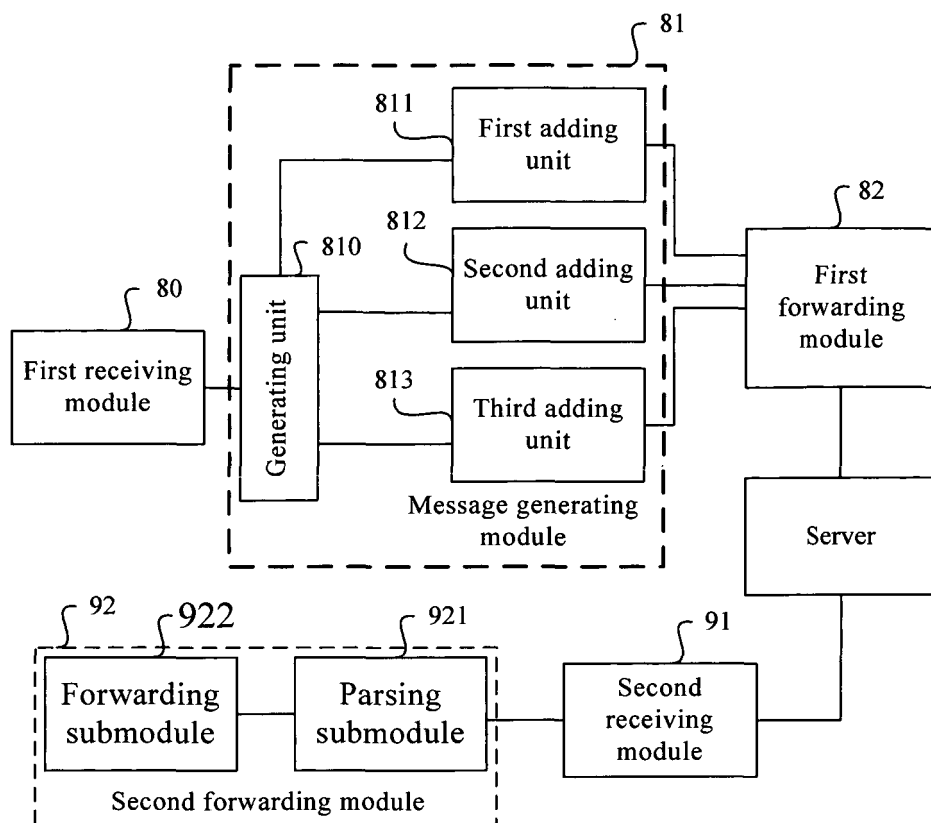 81
811
First adding
unit
82
812
810
Second adding
unit
First
forwarding
module
80
First receiving
module
Generating unit
813
Third adding
unit
Message generating
module
Server
92
922
921
91
Forwarding
submodule
Parsing
submodule
Second
receiving
module
Second forwarding module